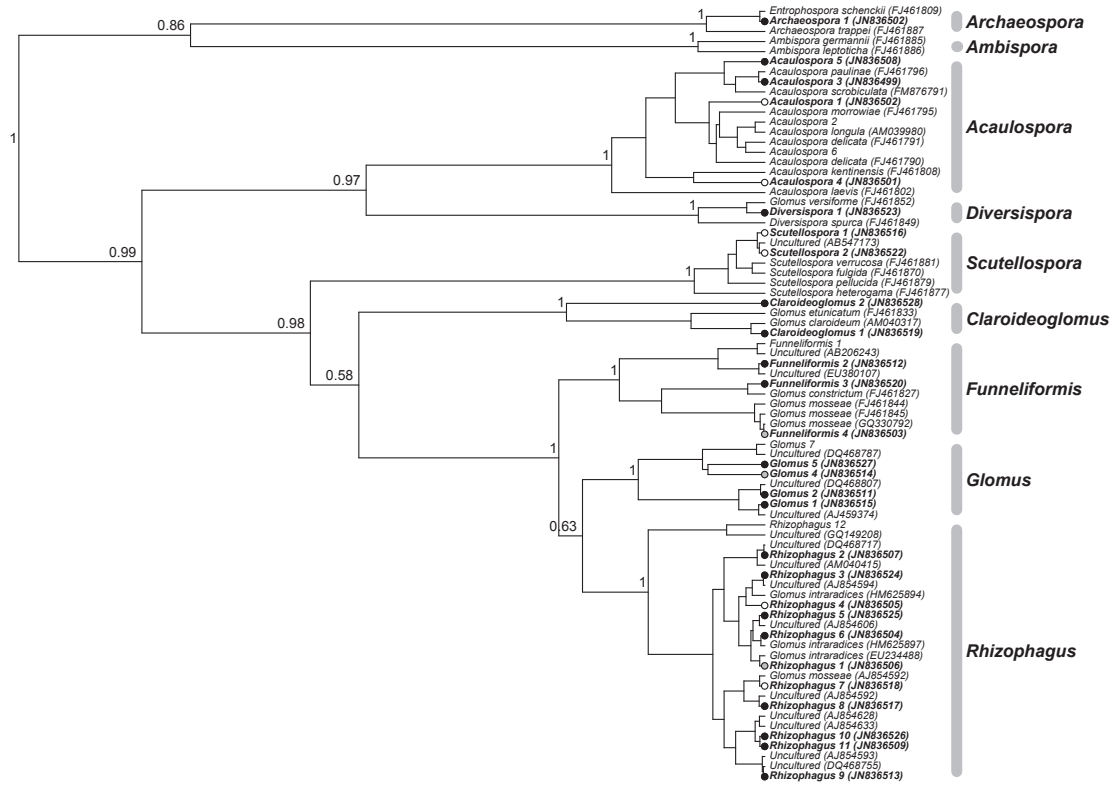 Entrophospora schenckii (FJ461809)
Archaeospora 1 (JN836502)
Archaeospora trappei (FJ461887
Ambispora germannii (FJ461885)
Ambispora leptoticha (FJ461886)
Acaulospora 5 (JN836508)
Acaulospora paulinae (FJ461796)
Acaulospora 3 (JN836499)
Acaulospora scrobiculata (FM876791)
Acaulospora 1 (JN836502)
Acaulospora morrowiae (FJ461795)
Acaulospora 2
Acaulospora longula (AM039980)
Acaulospora delicata (FJ461791)
Acaulospora 6
Acaulospora delicata (FJ461790)
Acaulospora kentinensis (FJ461808)
Acaulospora 4 (JN836501)
Acaulospora laevis (FJ461802)
Glomus versiforme (FJ461852)
Diversispora 1 (JN836523)
Diversispora spurca (FJ461849)
Scutellospora 1 (JN836516)
Uncultured (AB547173)
Scutellospora 2 (JN836522)
Scutellospora verrucosa (FJ461881)
Scutellospora fulgida (FJ461870)
Scutellospora pellucida (FJ461879)
Scutellospora heterogama (FJ461877)
Claroideoglomus 2 (JN836528)
Glomus etunicatum (FJ461833)
Glomus claroideum (AM040317)
Claroideoglomus 1 (JN836519)
Funneliformis 1
Uncultured (AB206243)
Funneliformis 2 (JN836512)
Uncultured (EU380107)
Funneliformis 3 (JN836520)
Glomus constrictum (FJ461827)
Glomus mosseae (FJ461844)
Glomus mosseae (FJ461845)
Glomus mosseae (GQ330792)
Funneliformis 4 (JN836503)
Glomus 7
Uncultured (DQ468787)
Glomus 5 (JN836527)
Glomus 4 (JN836514)
Uncultured (DQ468807)
Glomus 2 (JN836511)
Glomus 1 (JN836515)
Uncultured (AJ459374)
Rhizophagus 12
Uncultured (GQ149208)
Uncultured (DQ468717)
Rhizophagus 2 (JN836507)
Uncultured (AM040415)
Rhizophagus 3 (JN836524)
Uncultured (AJ854594)
Glomus intraradices (HM625894)
Rhizophagus 4 (JN836505)
Rhizophagus 5 (JN836525)
Uncultured (AJ854606)
Rhizophagus 6 (JN836504)
Glomus intraradices (HM625897)
Glomus intraradices (EU234488)
Rhizophagus 1 (JN836506)
Glomus mosseae (AJ854592)
Rhizophagus 7 (JN836518)
Uncultured (AJ854592)
Rhizophagus 8 (JN836517)
Uncultured (AJ854628)
Uncultured (AJ854633)
Rhizophagus 10 (JN836526)
Rhizophagus 11 (JN836509)
Uncultured (AJ854593)
Uncultured (DQ468755)
Rhizophagus 9 (JN836513)
Archaeospora
Ambispora
Acaulospora
Diversispora
Scutellospora
Claroideoglomus
Funneliformis
Glomus
Rhizophagus
0.86
1
1
1
1
0.97
1
0.99
1
1
0.98
0.58
1
1
1
0.63
1